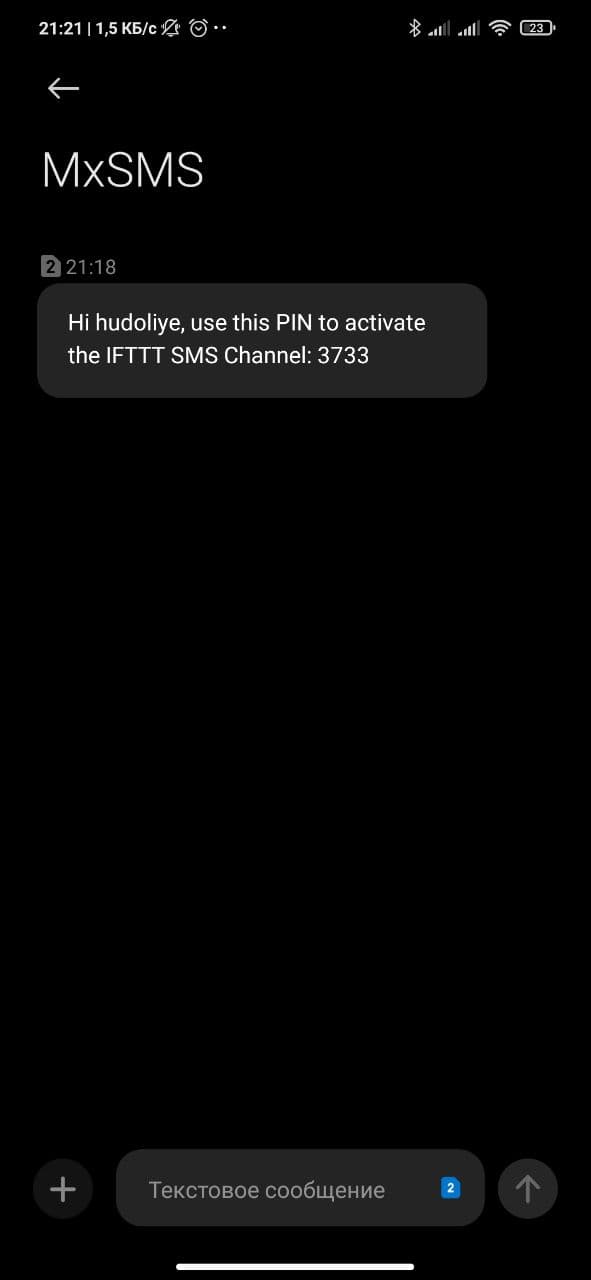 21:21 | 1,5 КБ/с
23
MxSMS
2 21:18
Hi hudoliye, use this PIN to activate
the IFTTT SMS Channel: 3733
Текстовое сообщение
2